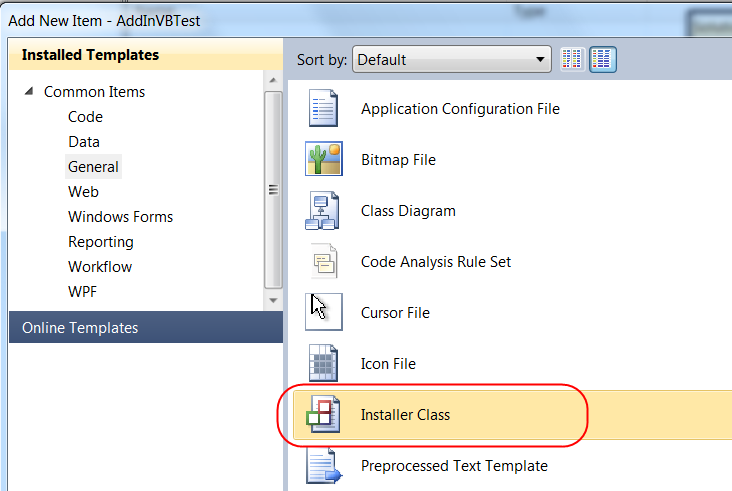 Type
Add New Item - AddInVBTest
Installed Templates
Common Items
Code
Data
General
Web
Windows Forms
Reporting
Workflow
WPF
Online Templates
Sort by: Default
Application Configuration File
Bitmap File
Class Diagram
Code Analysis Rule Set
Cursor File
Icon File
Installer Class
Preprocessed Text Template